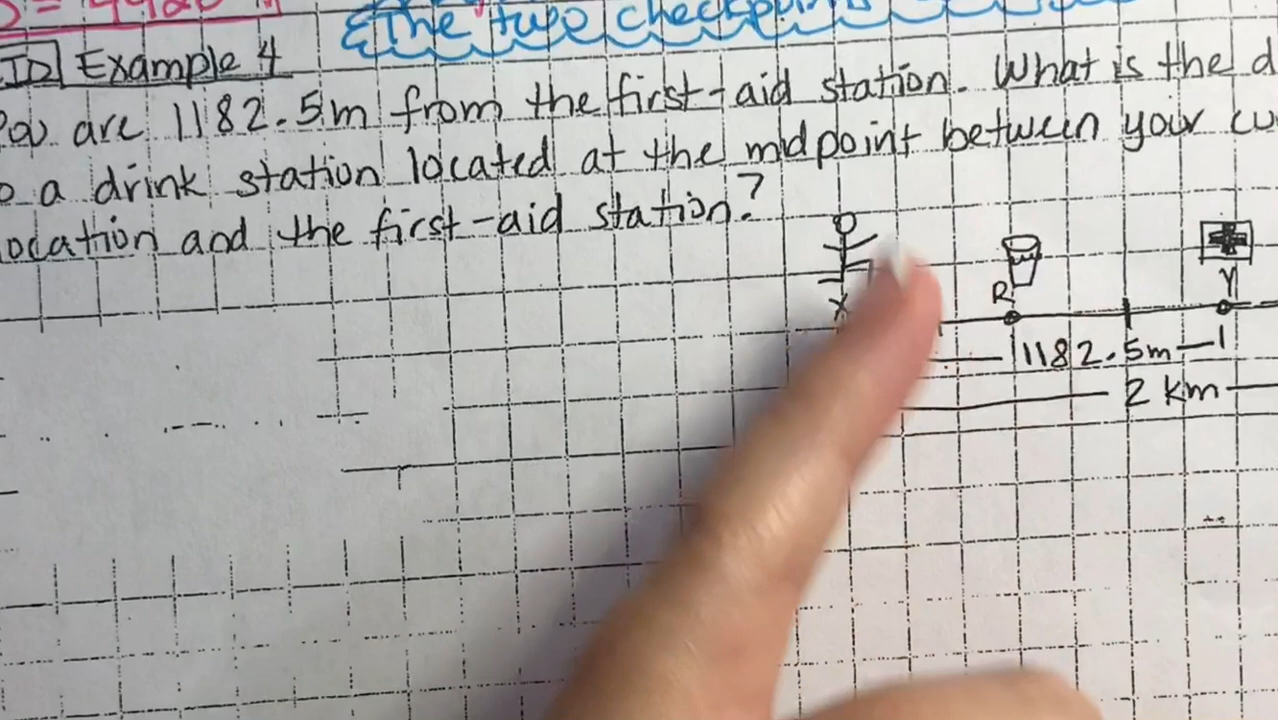 Example 4
are 1182.5m from the first-aid station. What is the d
a drink station located at the midpoint between your cu
ocation and the first-aid station?
X
R
Y
1182.5m
2 km